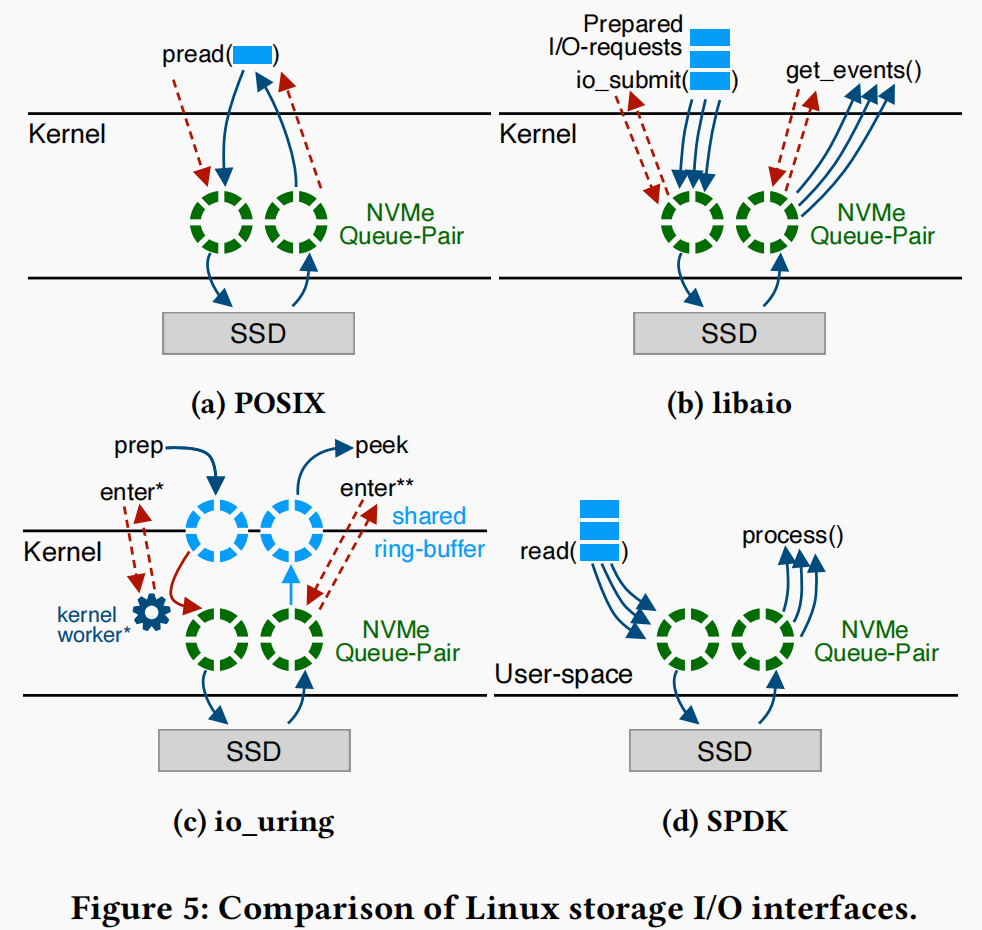 pread( )
Kernel
NVMe
Queue-Pair
SSD
(a) POSIX
Prepared
I/O-requests
io_submit( )
get_events()
Kernel
NVMe
Queue-Pair
SSD
(b) libaio
prep
peek
enter*
enter**
shared
ring-buffer
Kernel
kernel
worker*
NVMe
Queue-Pair
SSD
(c) io_uring
read( )
process()
NVMe
Queue-Pair
User-space
SSD
(d) SPDK
Figure 5: Comparison of Linux storage I/O interfaces.